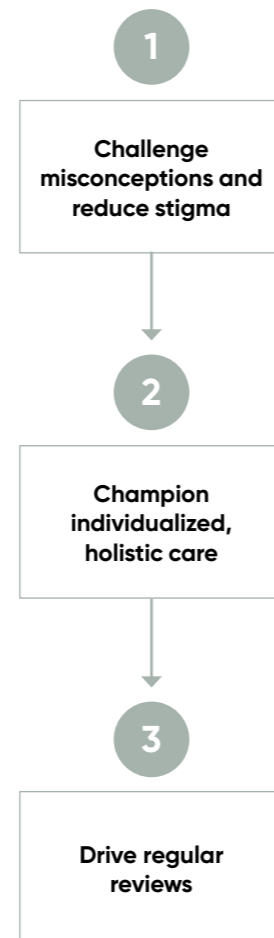 1
Challenge
misconceptions and
reduce stigma
2
Champion
individualized,
holistic care
3
Drive regular
reviews